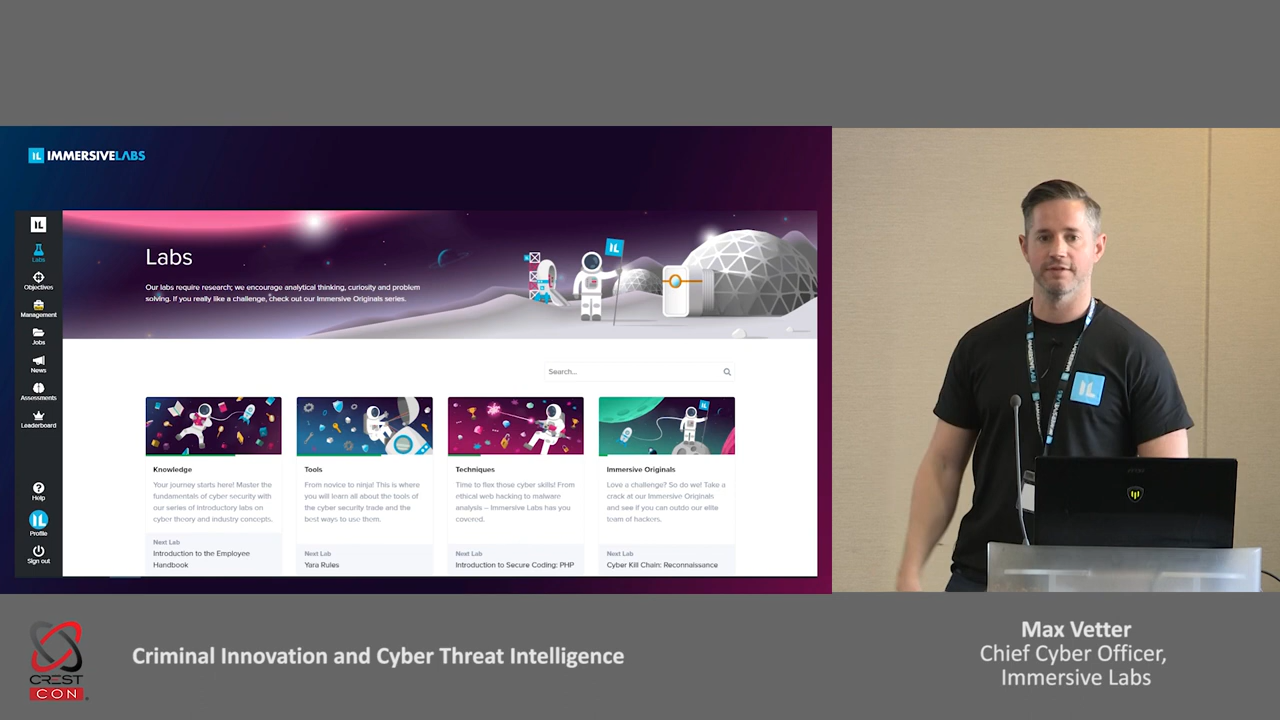 IL IMMERSIVELABS
IL
Labs
Objectives
Management
Jobs
News
Assessments
Leaderboard
Help
IL
Profile
Sign out
Labs
Our labs require research; we encourage analytical thinking, curiosity and problem
solving. If you really like a challenge, check out our Immersive Originals series.
IL
Search...
Knowledge
Your journey starts here! Master the
fundamentals of cyber security with
our series of introductory labs on
cyber theory and industry concepts.
Next Lab
Introduction to the Employee
Handbook
Tools
From novice to ninja! This is where
you will learn all about the tools of
the cyber security trade and the
best ways to use them.
Next Lab
Yara Rules
Techniques
Time to flex those cyber skills! From
ethical web hacking to malware
analysis – Immersive Labs has you
covered.
Next Lab
Introduction to Secure Coding: PHP
IL
Immersive Originals
Love a challenge? So do we! Take a
crack at our Immersive Originals
and see if you can outdo our elite
team of hackers.
Next Lab
Cyber Kill Chain: Reconnaissance
IL
CREST
CON
Criminal Innovation and Cyber Threat Intelligence
Max Vetter
Chief Cyber Officer,
Immersive Labs